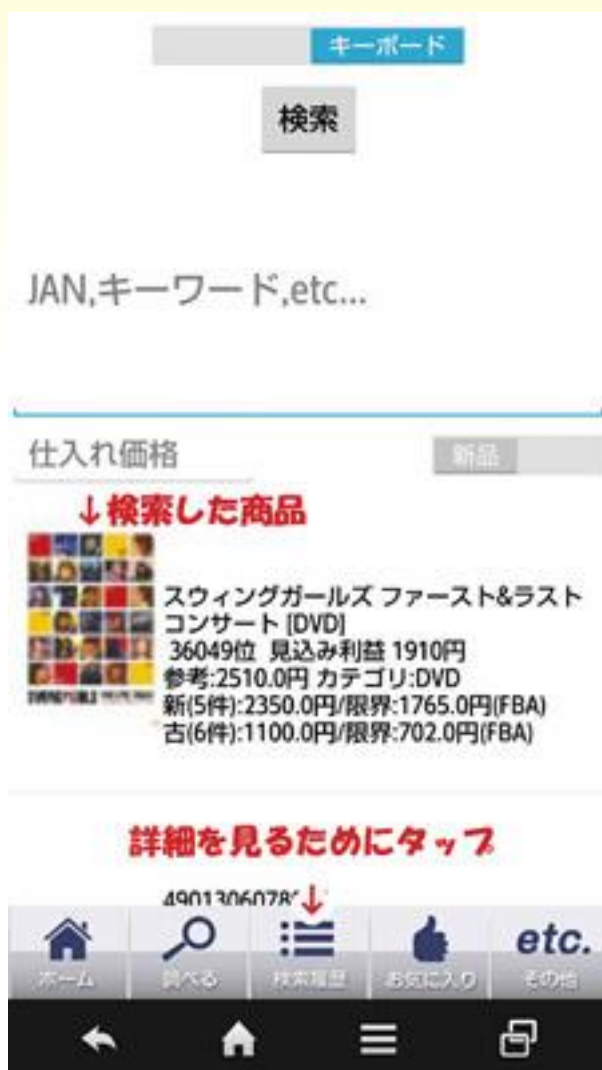 キーボード
検索
JAN,キーワード,etc...
仕入れ価格
新品
↓検索した商品
スウィングガールズ ファースト&ラスト
コンサート [DVD]
36049位 見込み利益 1910円
参考:2510.0円 カテゴリ:DVD
新(5件):2350.0円/限界:1765.0円(FBA)
古(6件):1100.0円/限界:702.0円(FBA)
詳細を見るためにタップ
↓
etc.
ホーム
調べる
検索履歴
お気に入り
その他